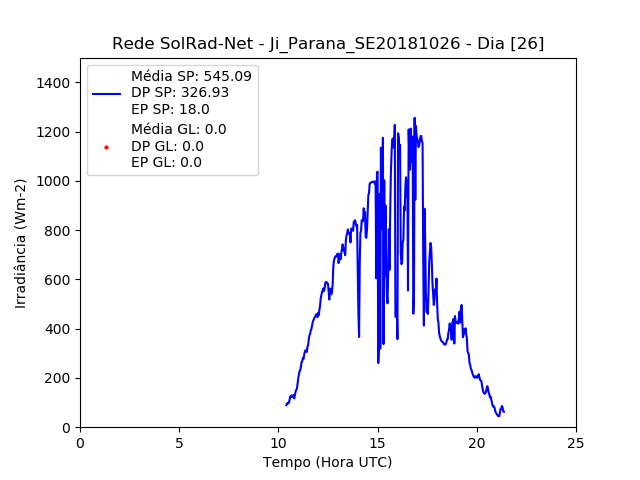 Rede SolRad-Net - Ji_Parana_SE20181026 - Dia [26]
Média SP: 545.09
DP SP: 326.93
EP SP: 18.0
Média GL: 0.0
DP GL: 0.0
EP GL: 0.0
Irradiância (Wm-2)
1400
1200
1000
800
600
400
200
0
0 5 10 15 20 25
Tempo (Hora UTC)